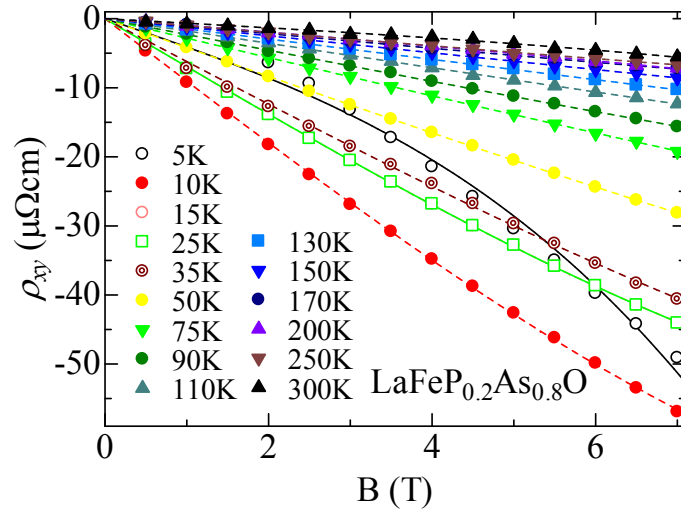 0
-10
-20
-30
-40
-50
ρxy (μΩcm)
5K
10K
15K
25K
35K
50K
75K
90K
110K
130K
150K
170K
200K
250K
300K
LaFeP0.2As0.8O
0 2 4 6
B (T)